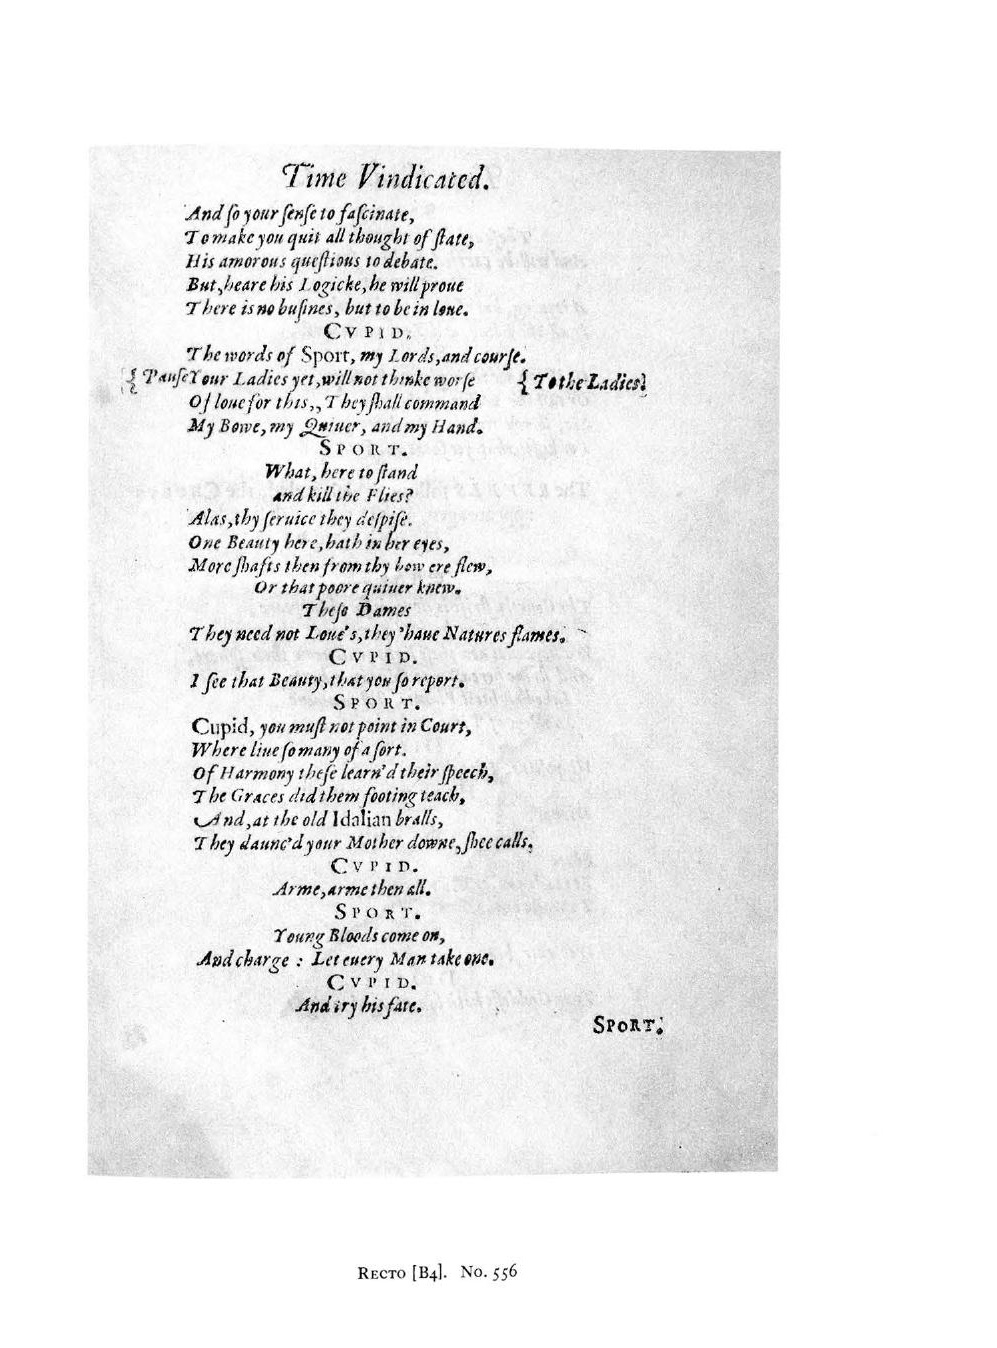 Time Vindicated.
And ſo your ſenſe to faſcinate,
To make you quit all thought of ſtate,
His amorous queſtions to debate.
But, heare his Logicke, he will proue
There is no buſines, but to be in loue.
CVPID.
The words of Sport, my Lords, and courſe.
{ Pauſe Your Ladies yet, will not thinke worſe { To the Ladies}
Of loue for this,, They ſhall command
My Bowe, my Quiuer, and my Hand.
SPORT.
What, here to ſtand
and kill the Flies?
Alas, thy ſeruice they deſpiſe.
One Beauty here, hath in her eyes,
More ſhafts then from thy bow ere flew,
Or that poore quiuer knew.
Theſe Dames
They need not Loue's, they 'haue Natures flames.
CVPID.
I ſee that Beauty, that you ſo report.
SPORT.
Cupid, you muſt not point in Court,
Where liue ſo many of a ſort.
Of Harmony theſe learn'd their ſpeech,
The Graces did them footing teach,
And, at the old Idalian bralls,
They daunc'd your Mother downe, ſhee calls.
CVPID.
Arme, arme then all.
SPORT.
Young Bloods come on,
And charge : Let euery Man take one.
CVPID.
And try his fate.
SPORT.
RECTO [B4]. No. 556